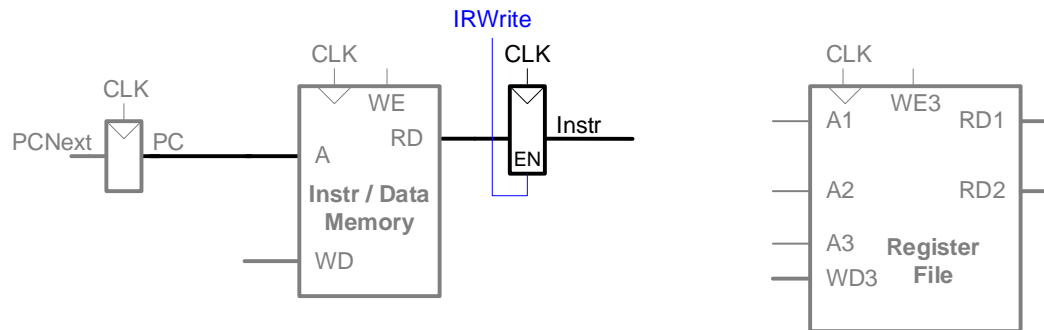 IRWrite
CLK
CLK
CLK
CLK
WE
WE3
PCNext
PC
A
RD
EN
Instr
A1
RD1
A2
RD2
Instr / Data
Memory
WD
A3
WD3
Register
File